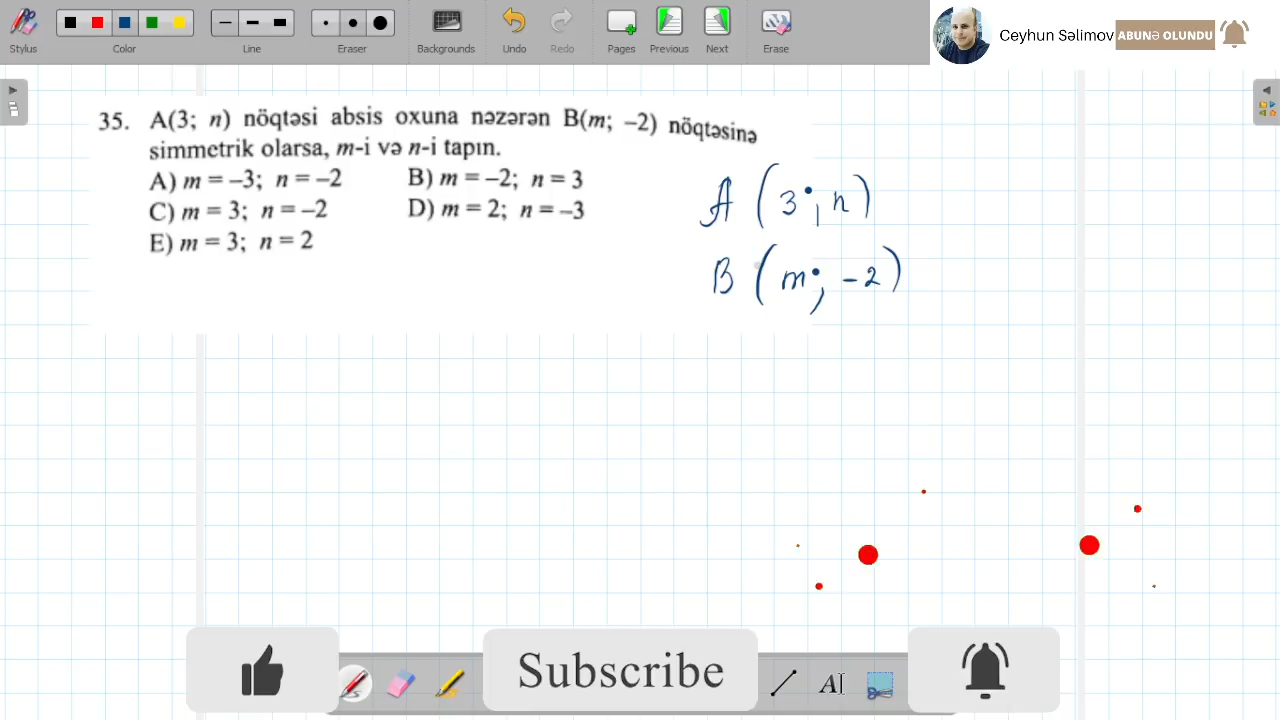 Stylus Color Line Eraser Backgrounds Undo Redo Pages Previous Next Erase
Ceyhun Səlimov ABUNƏ OLUNDU
35. A(3; n) nöqtəsi absis oxuna nəzərən B(m; –2) nöqtəsinə
simmetrik olarsa, m-i və n-i tapın.
A) m = –3; n = –2 B) m = –2; n = 3
C) m = 3; n = –2 D) m = 2; n = –3
E) m = 3; n = 2
A (3; n)
B (m; -2)
Subscribe